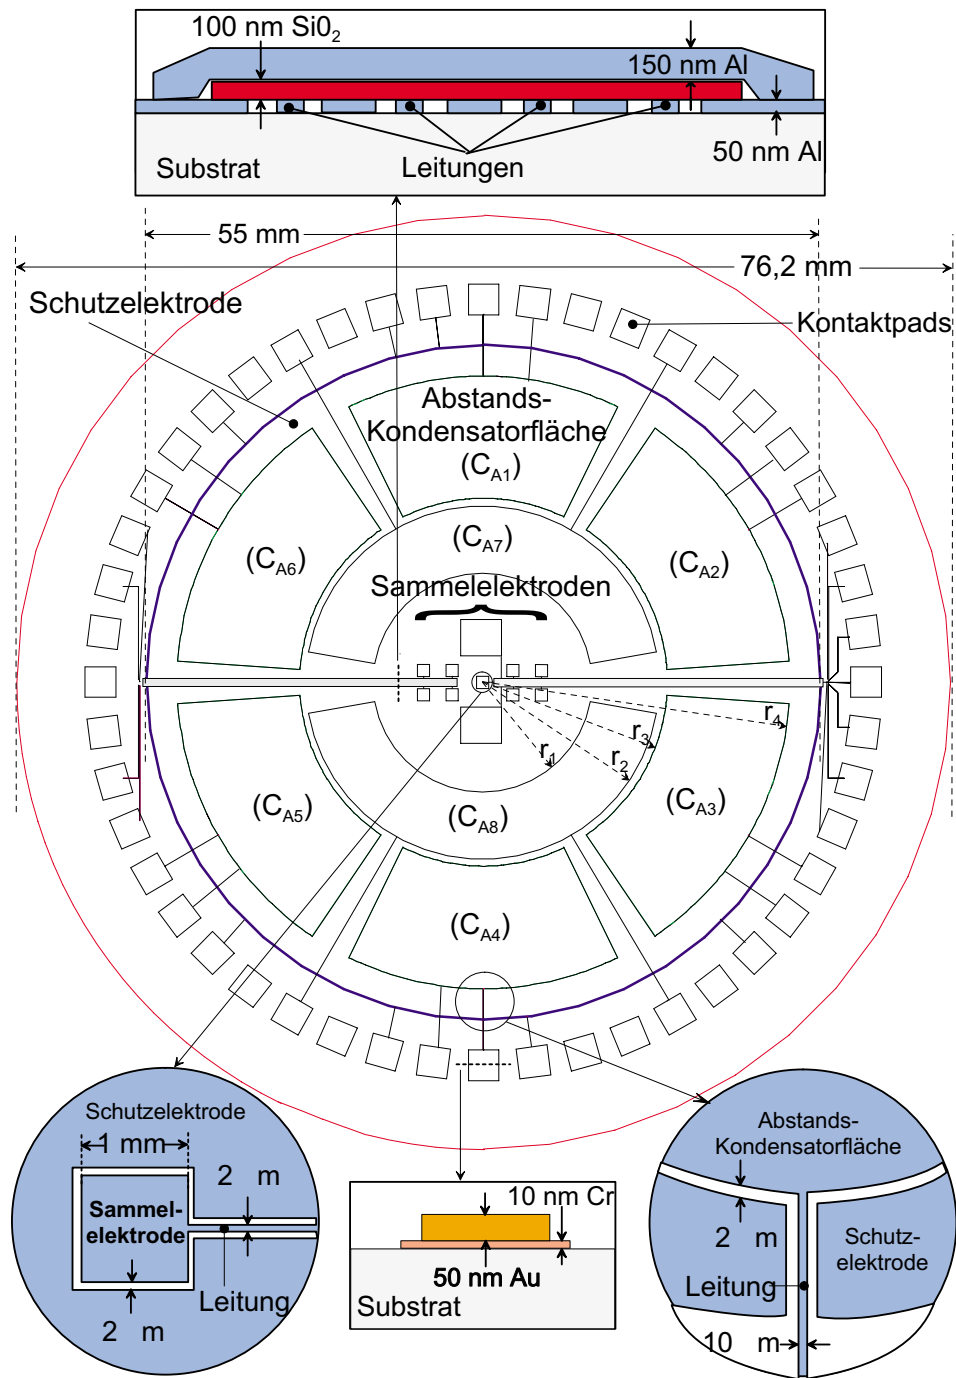 100 nm Si0₂
150 nm Al
50 nm Al
Substrat
Leitungen
55 mm
76,2 mm
Schutzelektrode
Kontaktpads
Abstands-
Kondensatorfläche
(C_A1)
(C_A7)
(C_A6)
(C_A2)
Sammelelektroden
r₄
r₃
r₂
r₁
(C_A5)
(C_A8)
(C_A3)
(C_A4)
Schutzelektrode
1 mm
2 m
Sammel-
elektrode
Leitung
2 m
10 nm Cr
50 nm Au
Substrat
Abstands-
Kondensatorfläche
2 m
Schutz-
elektrode
Leitung
10 m